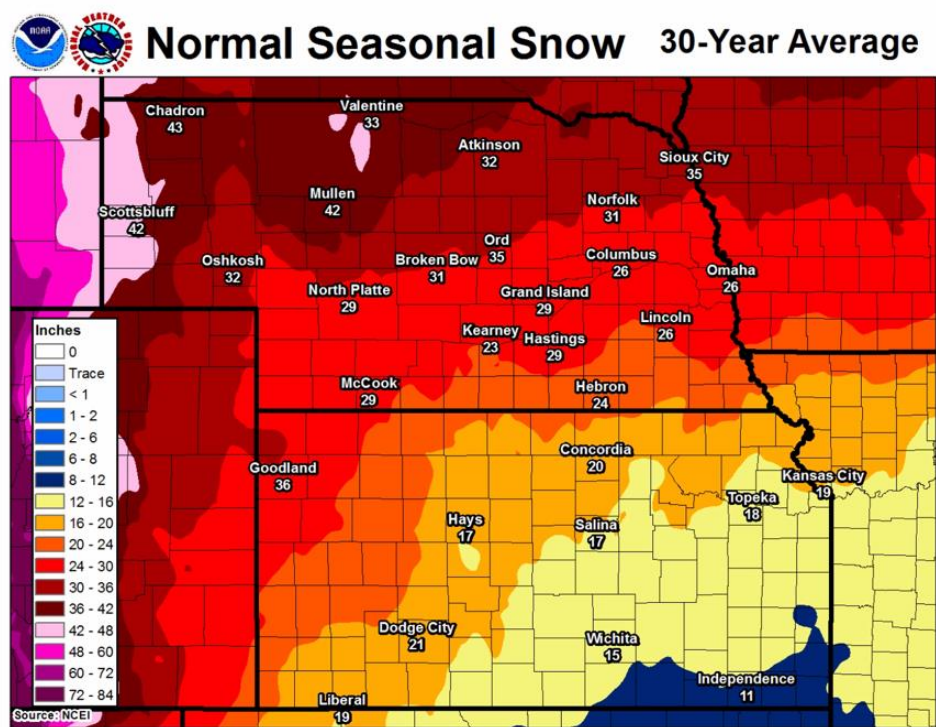 NOAA
Normal Seasonal Snow 30-Year Average
Chadron
43
Valentine
33
Atkinson
32
Sioux City
35
Mullen
42
Norfolk
31
Scottsbluff
42
Ord
35
Oshkosh
32
Broken Bow
31
Columbus
26
Omaha
26
North Platte
29
Grand Island
29
Kearney
23
Hastings
29
Lincoln
26
McCook
29
Hebron
24
Goodland
36
Concordia
20
Kansas City
19
Topeka
18
Hays
17
Salina
17
Dodge City
21
Wichita
15
Independence
11
Liberal
19
Inches
0
Trace
< 1
1 - 2
2 - 6
6 - 8
8 - 12
12 - 16
16 - 20
20 - 24
24 - 30
30 - 36
36 - 42
42 - 48
48 - 60
60 - 72
72 - 84
Source: NCEI